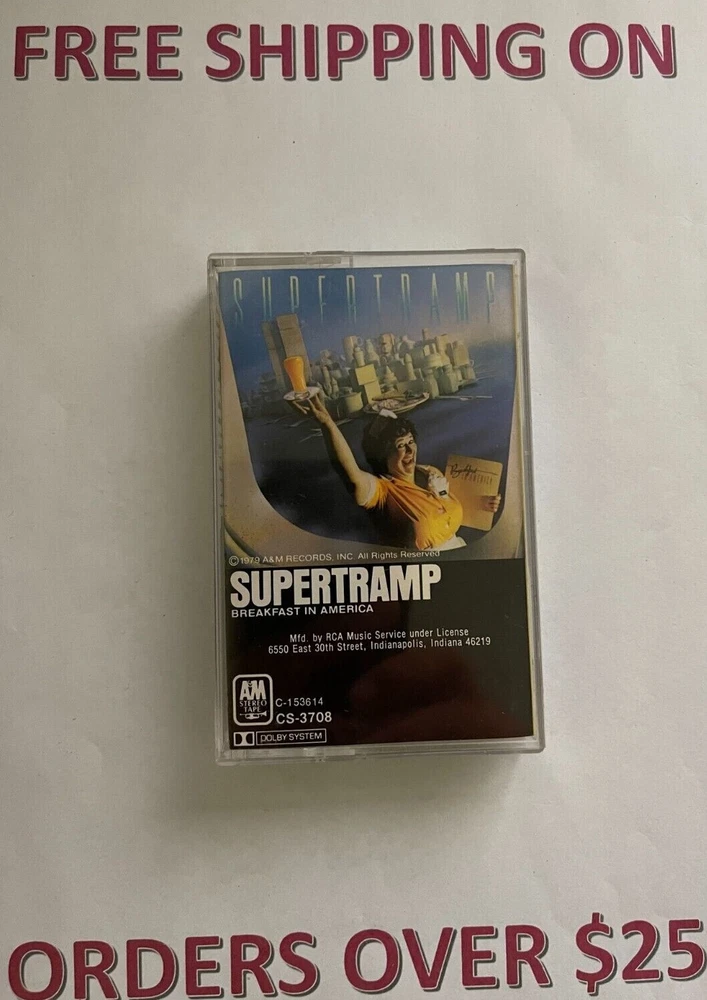 FREE SHIPPING ON
SUPERTRAMP
©1979 A&M RECORDS, INC. All Rights Reserved
SUPERTRAMP
BREAKFAST IN AMERICA
Mfd. by RCA Music Service under License
6550 East 30th Street, Indianapolis, Indiana 46219
A&M
STEREO
TAPE
C-153614
CS-3708
DOLBY SYSTEM
ORDERS OVER $25